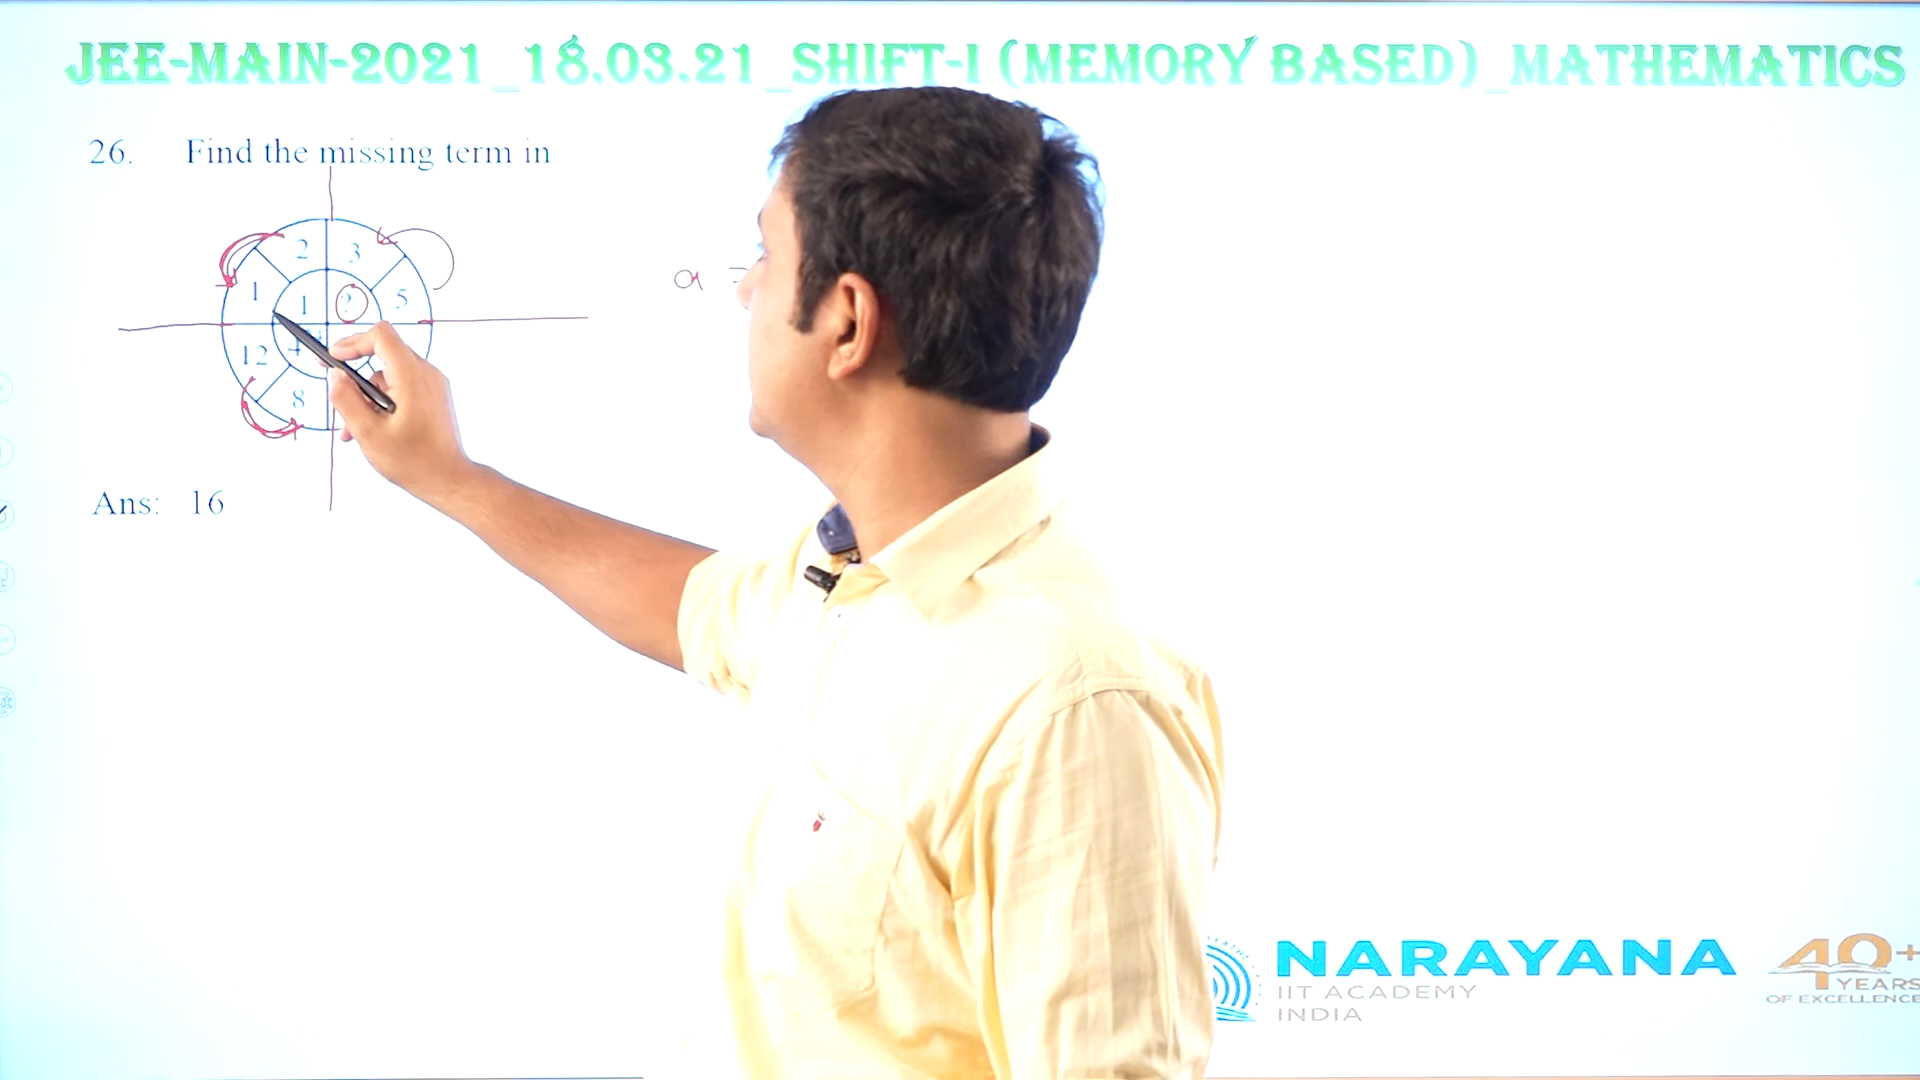 JEE-MAIN-2021_18.03.21_SHIFT-I (MEMORY BASED)_MATHEMATICS
26. Find the missing term in
2 3
1 1 ? 5
12 4
8
a =
Ans: 16
NARAYANA
IIT ACADEMY
INDIA
40+
YEARS
OF EXCELLENCE